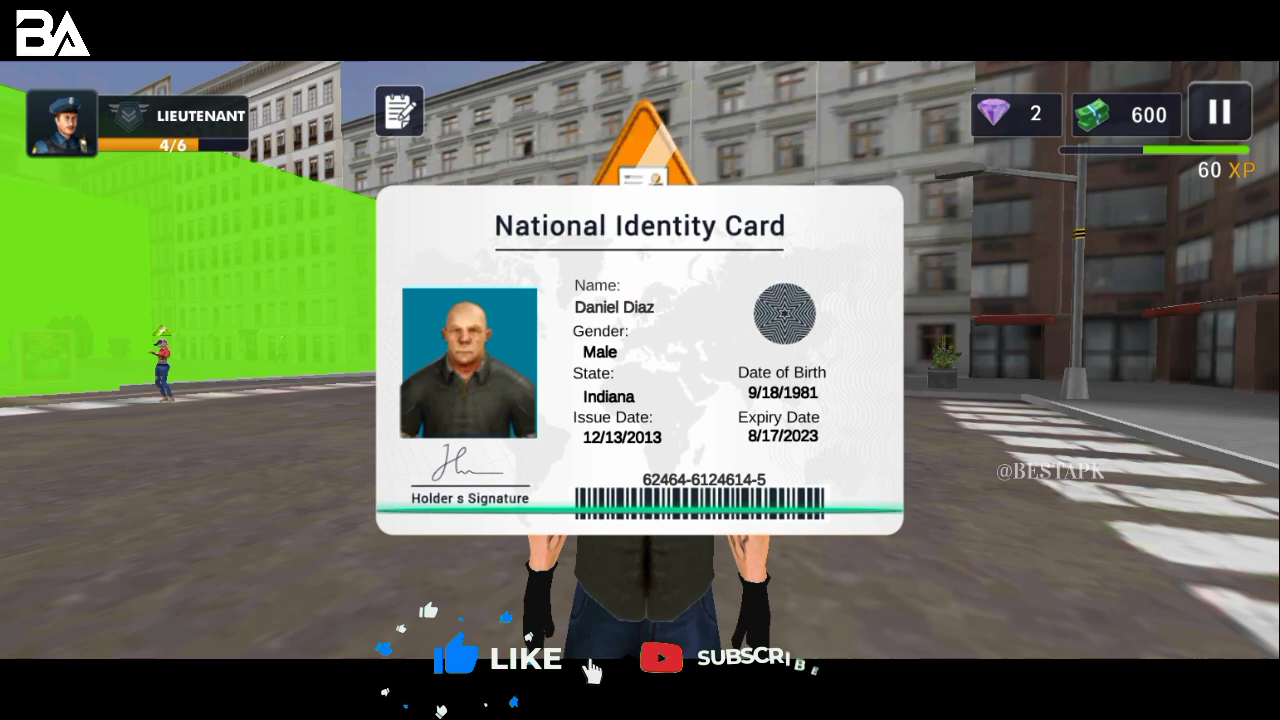 BA
LIEUTENANT
4/6
2
600
60 XP
National Identity Card
Name:
Daniel Diaz
Gender:
Male
State:
Indiana
Issue Date:
12/13/2013
Date of Birth
9/18/1981
Expiry Date
8/17/2023
62464-6124614-5
Holder s Signature
@BESTAPK
LIKE
SUBSCRIBE